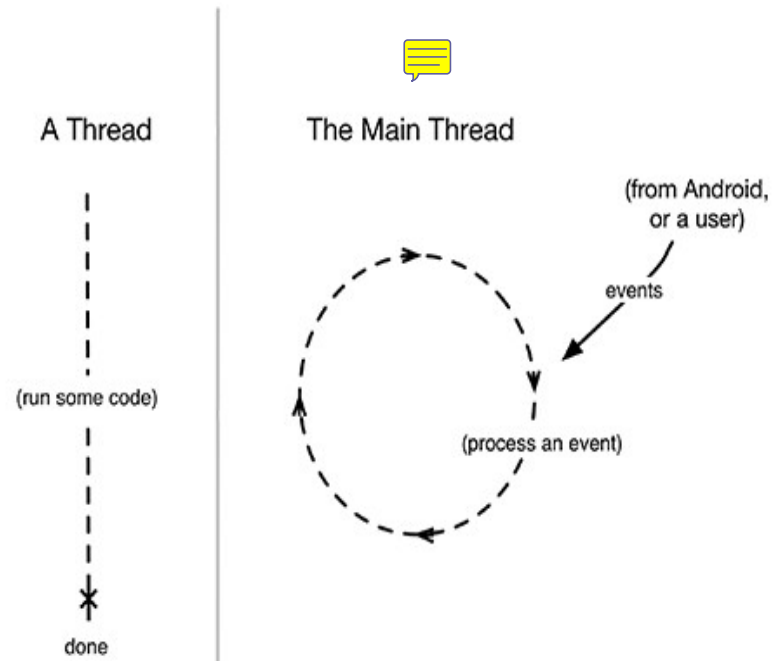 A Thread
(run some code)
done
The Main Thread
(from Android,
or a user)
events
(process an event)